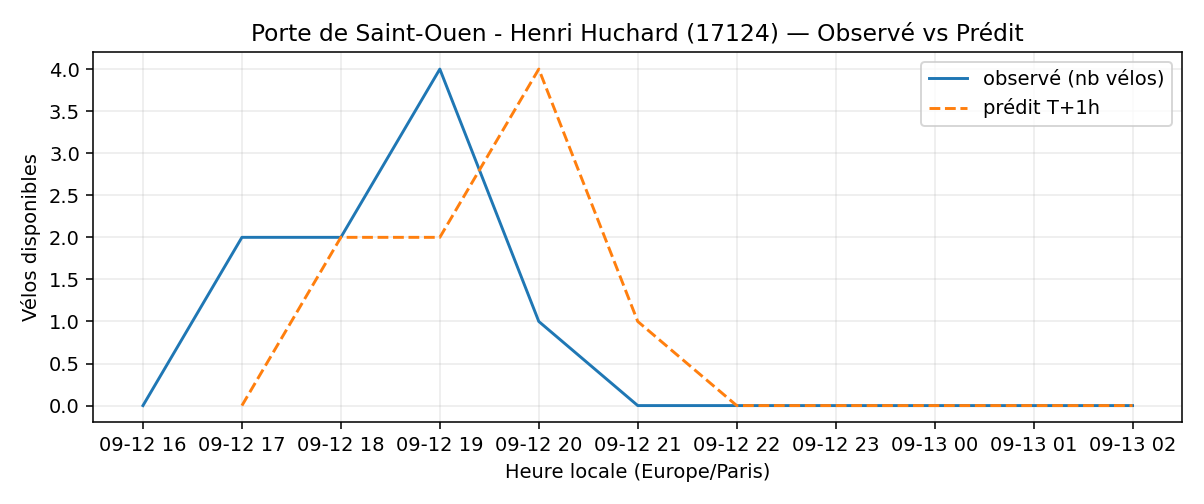 Porte de Saint-Ouen - Henri Huchard (17124) — Observé vs Prédit
observé (nb vélos)
prédit T+1h
Vélos disponibles
4.0
3.5
3.0
2.5
2.0
1.5
1.0
0.5
0.0
09-12 16 09-12 17 09-12 18 09-12 19 09-12 20 09-12 21 09-12 22 09-12 23 09-13 00 09-13 01 09-13 02
Heure locale (Europe/Paris)